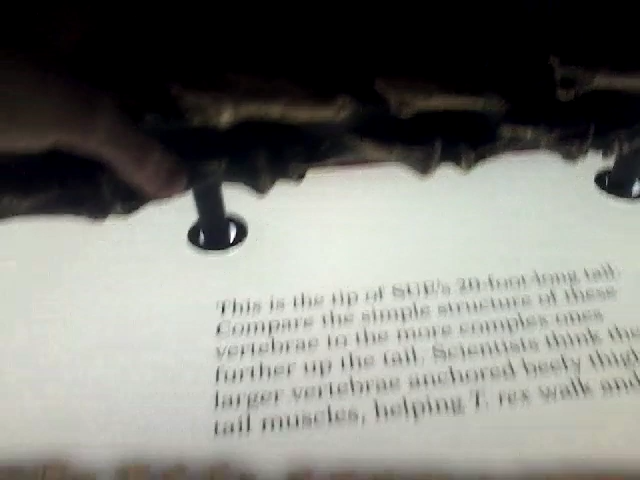 This is the tip of SUE's 20-foot-long tail.
Compare the simple structure of these
vertebrae to the more complex ones
further up the tail. Scientists think the
larger vertebrae anchored beefy thigh
tail muscles, helping T. rex walk and